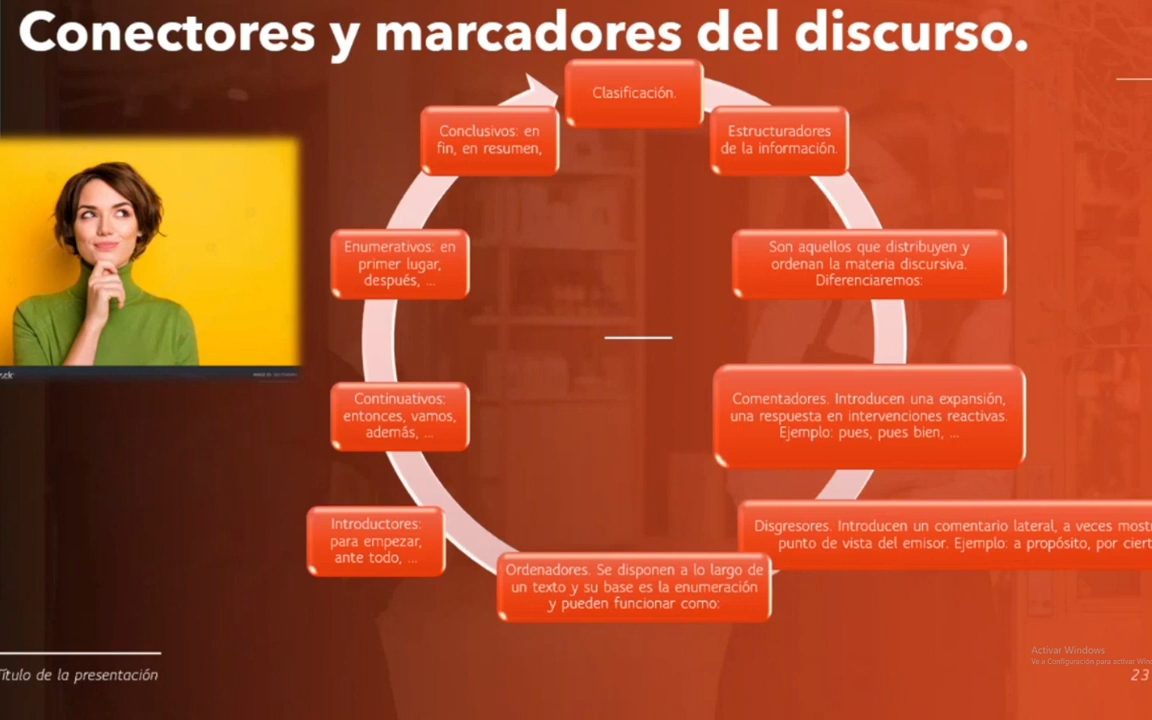 Conectores y marcadores del discurso.
Clasificación.
Estructuradores
de la información.
Son aquellos que distribuyen y
ordenan la materia discursiva.
Diferenciaremos:
Comentadores. Introducen una expansión,
una respuesta en intervenciones reactivas.
Ejemplo: pues, pues bien, ...
Disgresores. Introducen un comentario lateral, a veces
punto de vista del emisor. Ejemplo: a propósito, por
Ordenadores. Se disponen a lo largo de
un texto y su base es la enumeración
y pueden funcionar como:
Introductores:
para empezar,
ante todo, ...
Continuativos:
entonces, vamos,
además, ...
Enumerativos: en
primer lugar,
después, ...
Conclusivos: en
fin, en resumen,
de la presentación
Activar Windows
Ve a Configuración para activar
23